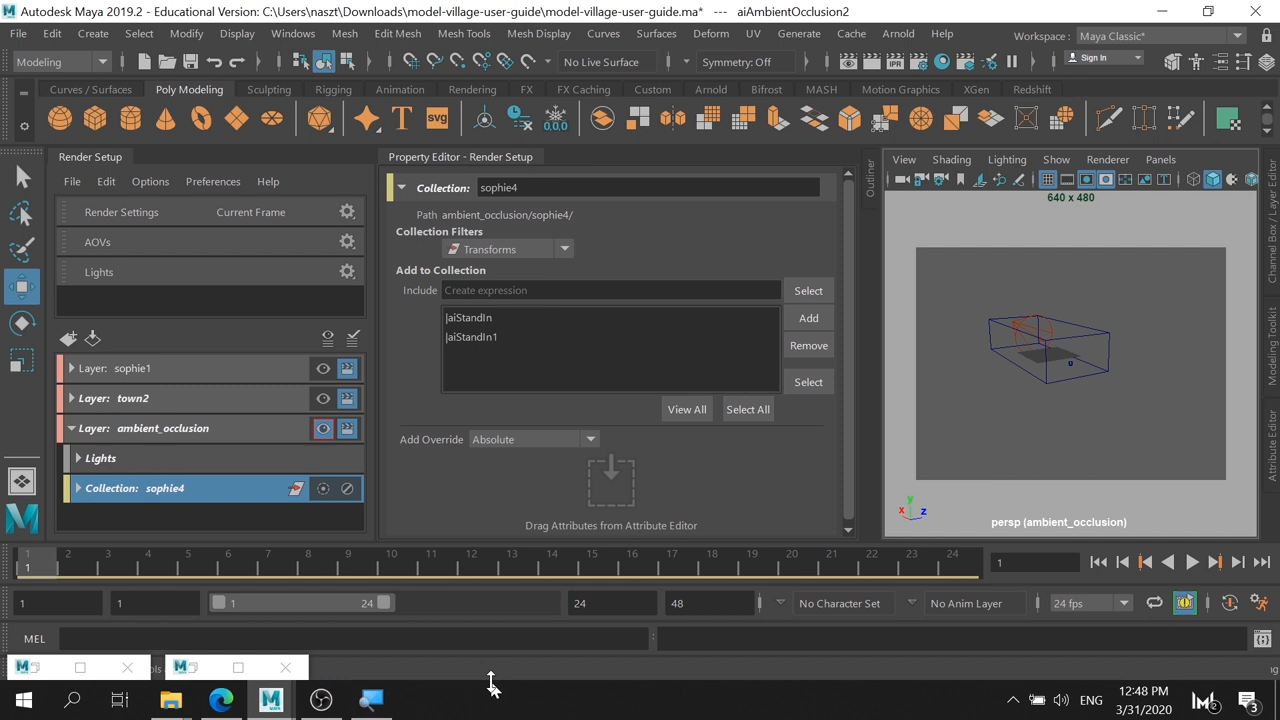 Autodesk Maya 2019.2 - Educational Version: C:\Users\naszt\Downloads\model-village-user-guide\model-village-user-guide.ma* --- aiAmbientOcclusion2
File Edit Create Select Modify Display Windows Mesh Edit Mesh Mesh Tools Mesh Display Curves Surfaces Deform UV Generate Cache Arnold Help Workspace : Maya Classic*
Modeling No Live Surface Symmetry: Off IPR Sign In
Curves / Surfaces Poly Modeling Sculpting Rigging Animation Rendering FX FX Caching Custom Arnold Bifrost MASH Motion Graphics XGen Redshift
T svg 0,0,0
Render Setup
File Edit Options Preferences Help
Render Settings Current Frame
AOVs
Lights
Layer: sophie1
Layer: town2
Layer: ambient_occlusion
Lights
Collection: sophie4
Property Editor - Render Setup
Collection: sophie4
Path ambient_occlusion/sophie4/
Collection Filters
Transforms
Add to Collection
Include Create expression Select
|aiStandIn Add
|aiStandIn1 Remove
Select
View All Select All
Add Override Absolute
Drag Attributes from Attribute Editor
Outliner
View Shading Lighting Show Renderer Panels
640 x 480
U
y
x z
persp (ambient_occlusion)
Channel Box / Layer Editor
Modeling Toolkit
Attribute Editor
1 2 3 4 5 6 7 8 9 10 11 12 13 14 15 16 17 18 19 20 21 22 23 24
1 1
1 1 1 24 24 48 No Character Set No Anim Layer 24 fps
MEL
M M
ENG 12:48 PM
3/31/2020
2 3